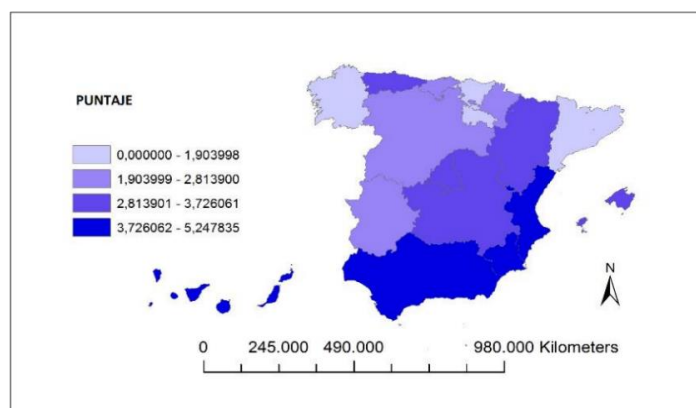 PUNTAJE
0,000000 - 1,903998
1,903999 - 2,813900
2,813901 - 3,726061
3,726062 - 5,247835
N
0 245.000 490.000 980.000 Kilometers